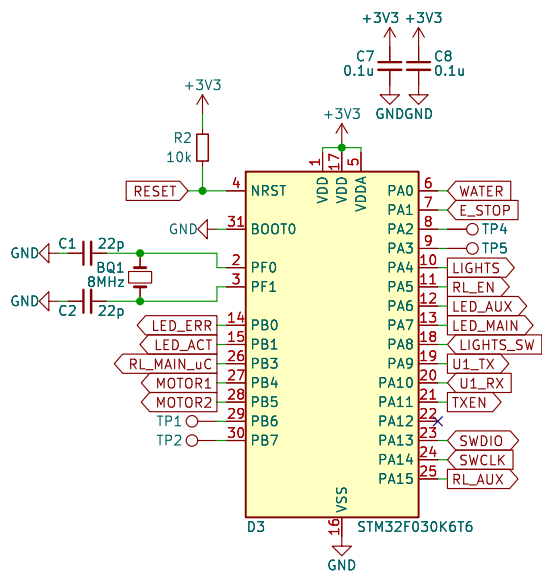 +3V3 +3V3
C7 C8
0.1u 0.1u
GND GND
+3V3
+3V3
R2
10k
1 17 5
VDD VDD VDDA
RESET 4 NRST
GND 31 BOOT0
GND C1 22p
BQ1
8MHz
2 PF0
3 PF1
GND C2 22p
LED_ERR 14 PB0
LED_ACT 15 PB1
RL_MAIN_uC 26 PB3
MOTOR1 27 PB4
MOTOR2 28 PB5
TP1 29 PB6
TP2 30 PB7
PA0 6 WATER
PA1 7 E_STOP
PA2 8 TP4
PA3 9 TP5
PA4 10 LIGHTS
PA5 11 RL_EN
PA6 12 LED_AUX
PA7 13 LED_MAIN
PA8 18 LIGHTS_SW
PA9 19 U1_TX
PA10 20 U1_RX
PA11 21 TXEN
PA12 22
PA13 23 SWDIO
PA14 24 SWCLK
PA15 25 RL_AUX
VSS
16
D3 STM32F030K6T6
GND